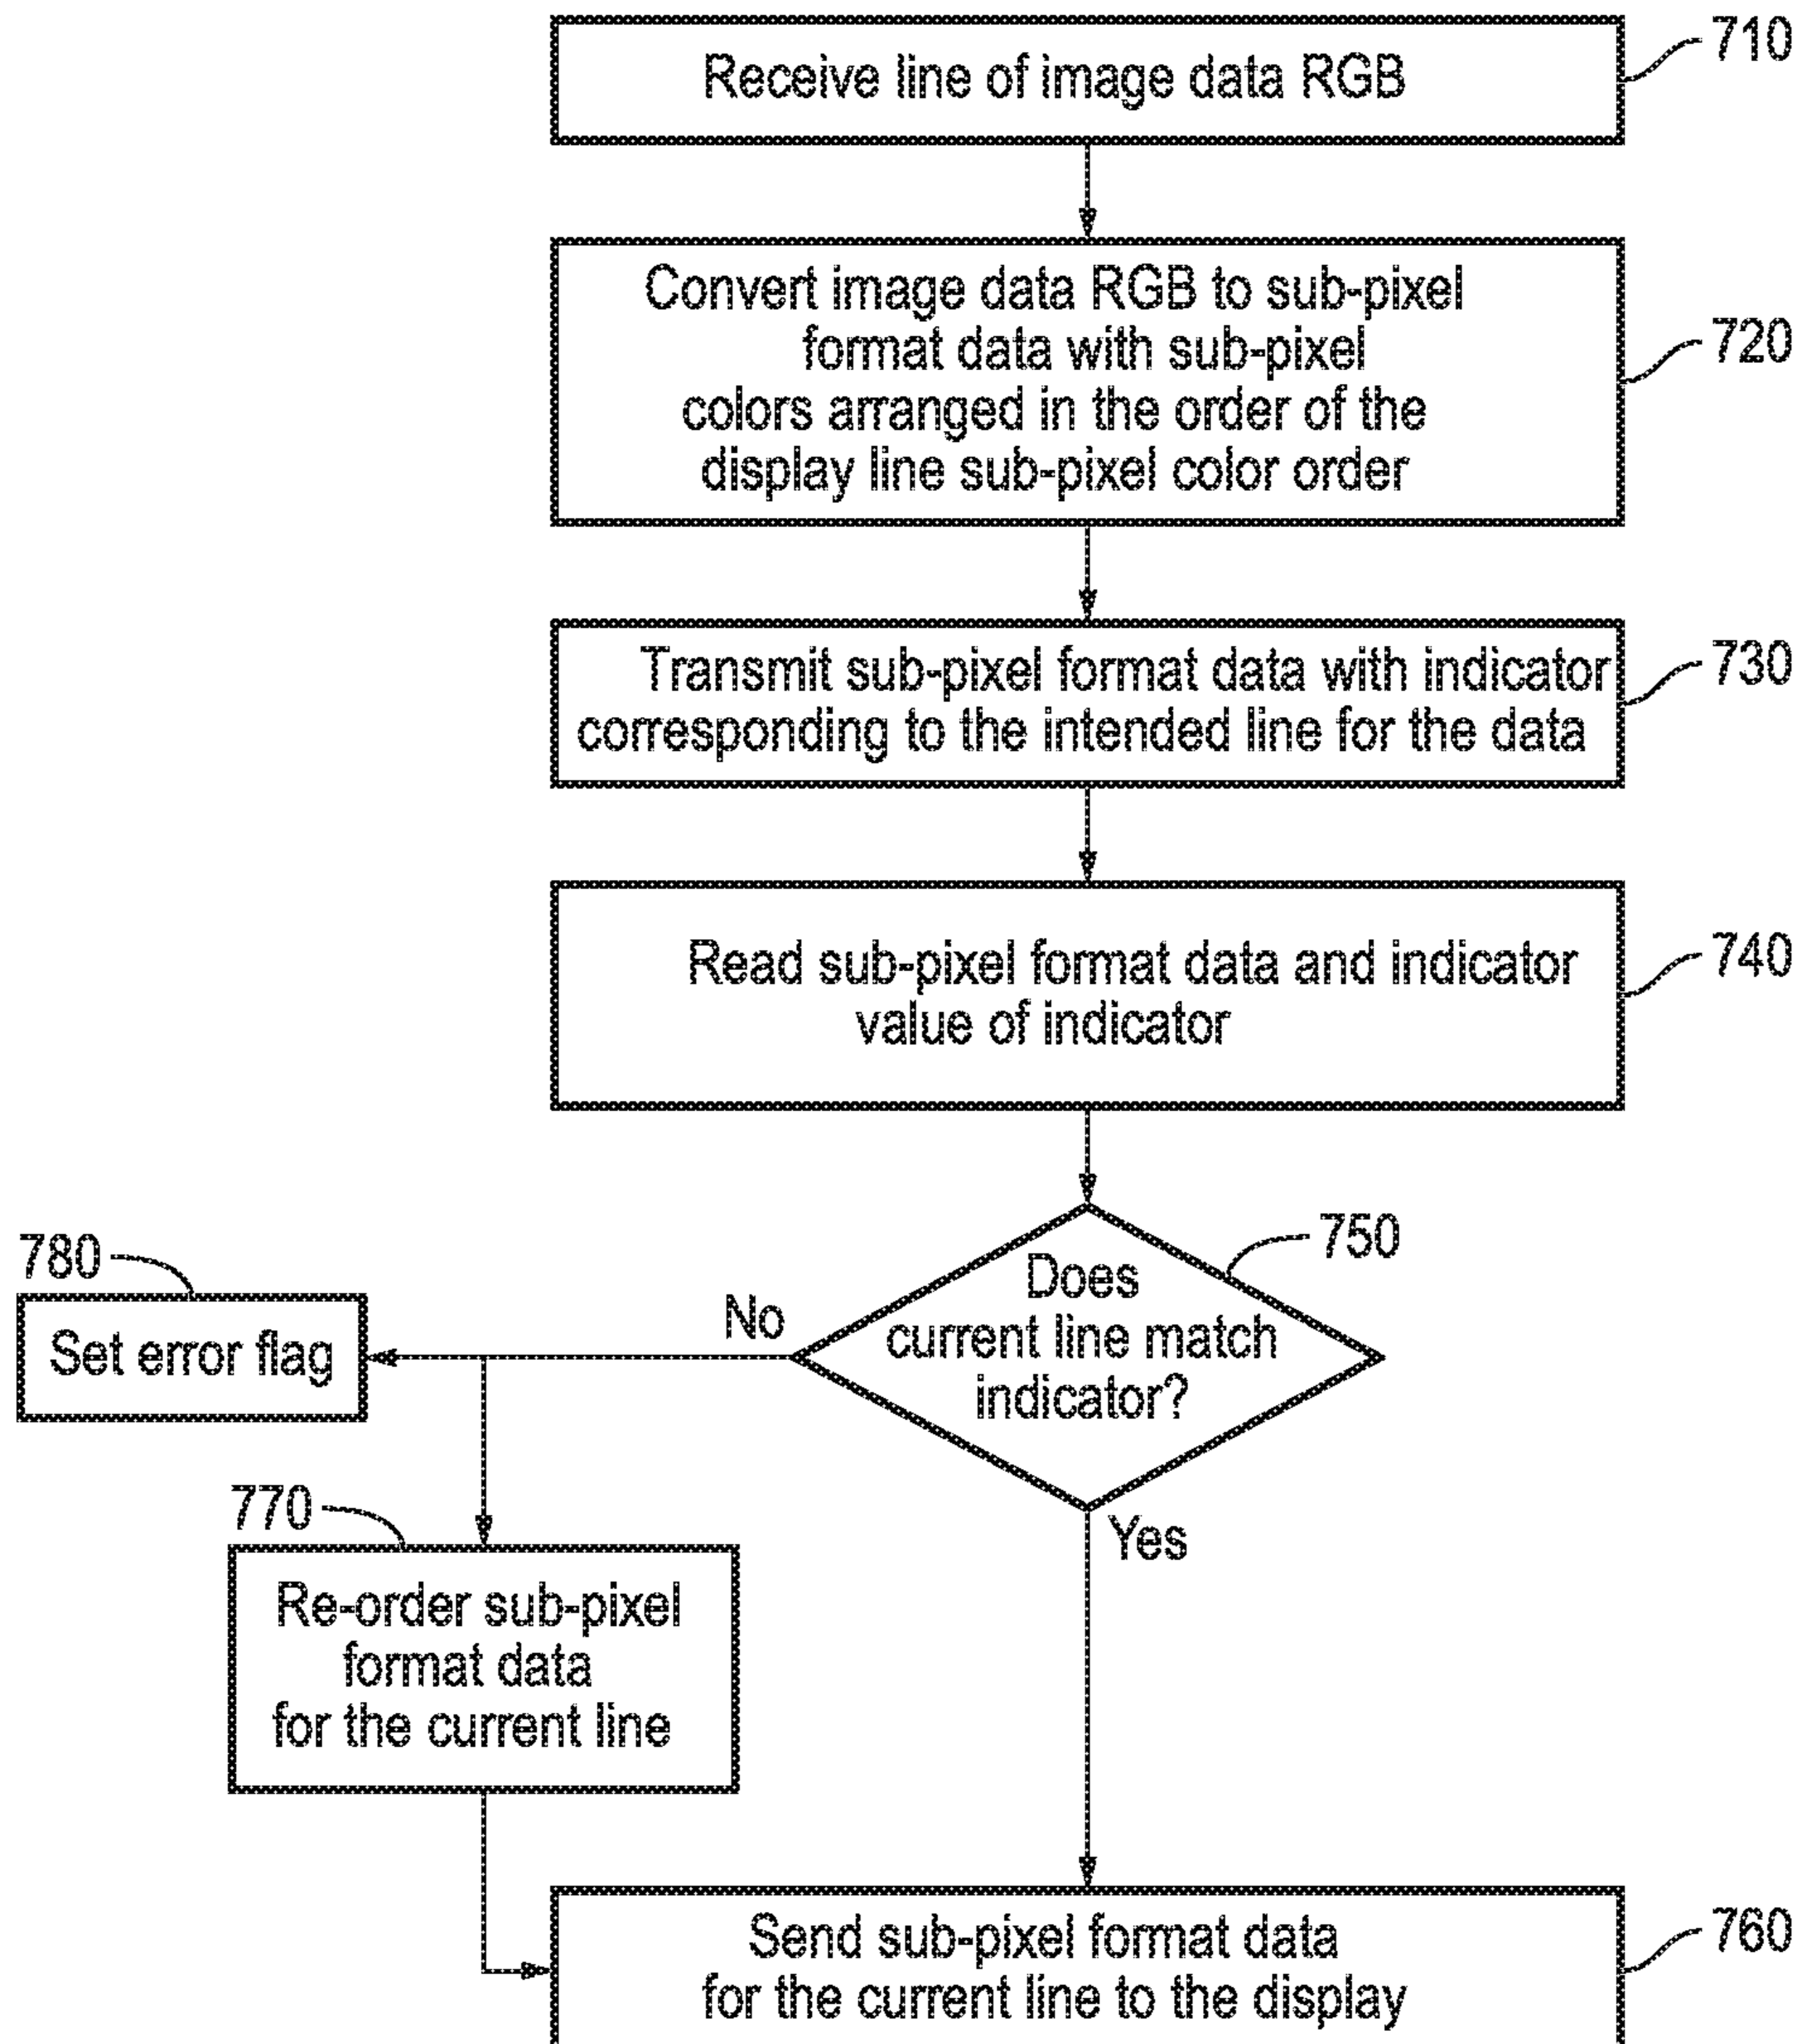 Receive line of image data RGB
710
Convert image data RGB to sub-pixel
format data with sub-pixel
colors arranged in the order of the
display line sub-pixel color order
720
Transmit sub-pixel format data with indicator
corresponding to the intended line for the data
730
Read sub-pixel format data and indicator
value of indicator
740
Does
current line match
indicator?
750
No
Yes
780
Set error flag
770
Re-order sub-pixel
format data
for the current line
Send sub-pixel format data
for the current line to the display
760